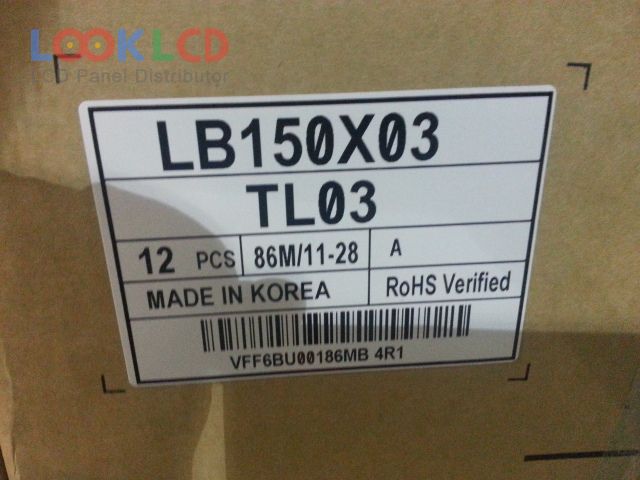 LOOKLCD
LCD Panel Distributor
LB150X03
TL03
12 PCS 86M/11-28 A
MADE IN KOREA RoHS Verified
VFF6BU00186MB 4R1